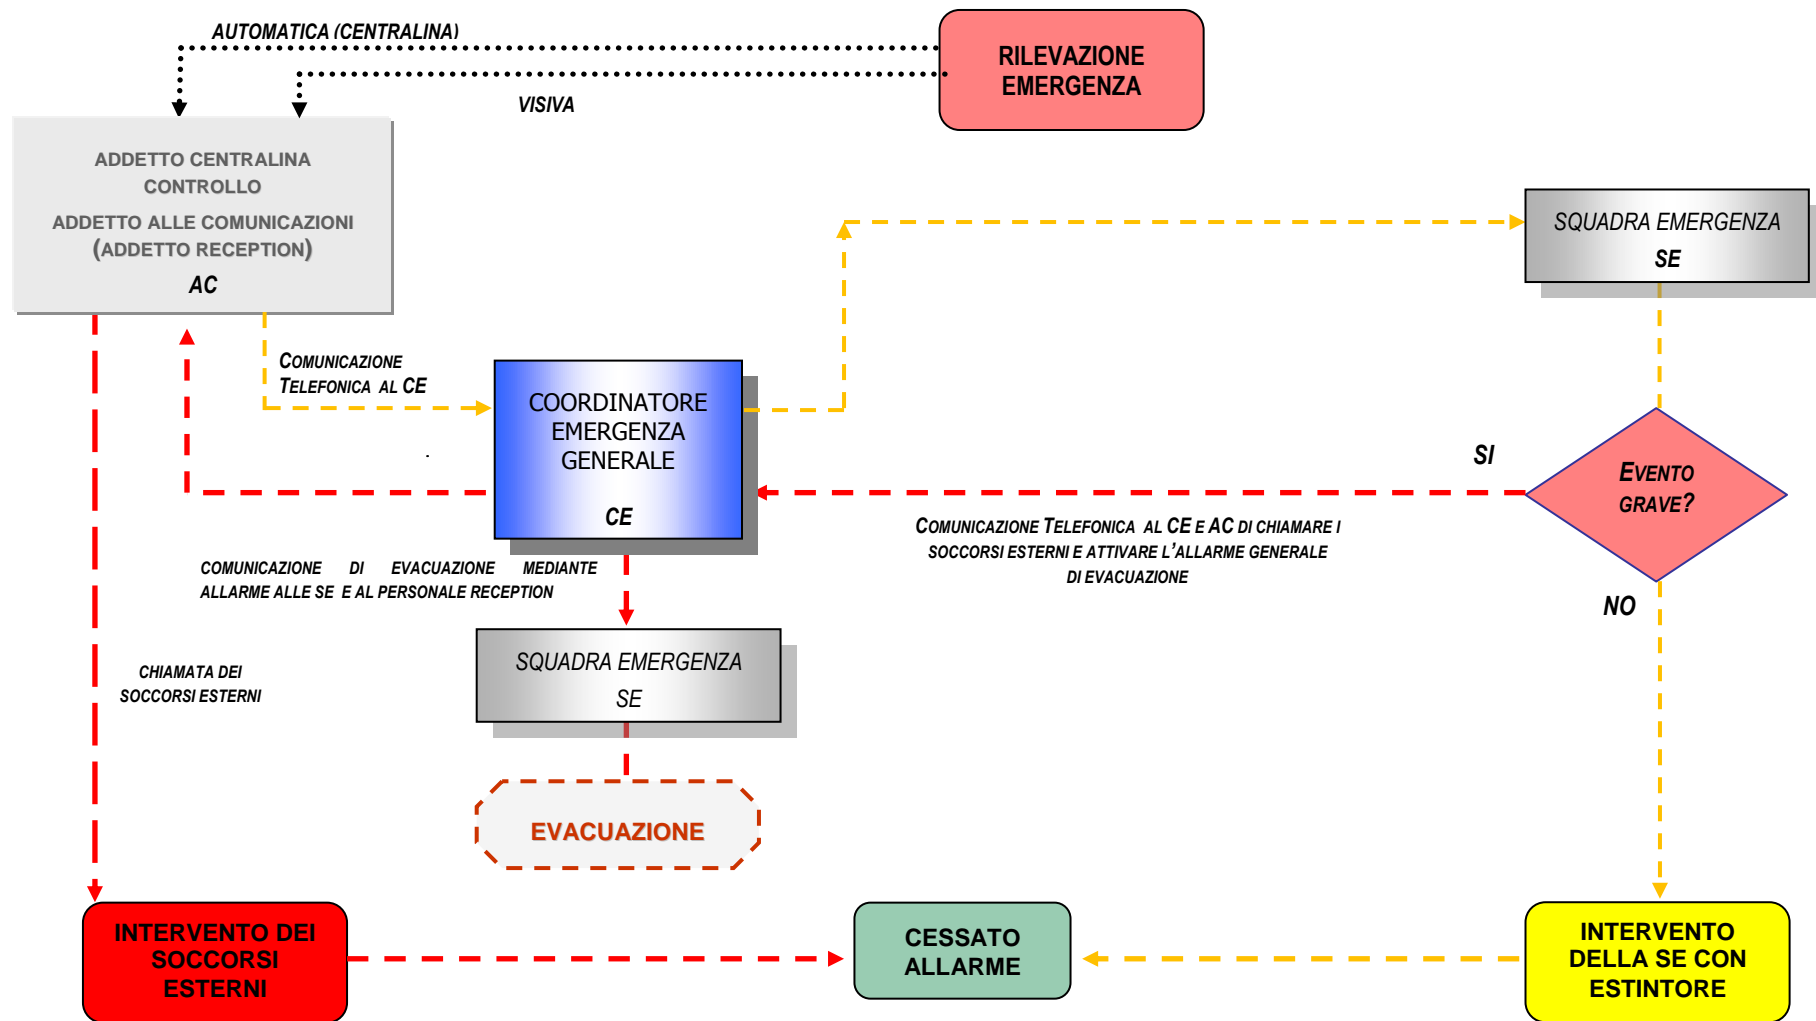 AUTOMATICA (CENTRALINA)
RILEVAZIONE
EMERGENZA
VISIVA
ADDETTO CENTRALINA
CONTROLLO
ADDETTO ALLE COMUNICAZIONI
(ADDETTO RECEPTION)
AC
SQUADRA EMERGENZA
SE
COMUNICAZIONE
TELEFONICA AL CE
COORDINATORE
EMERGENZA
GENERALE
CE
.
SI
EVENTO
GRAVE?
COMUNICAZIONE TELEFONICA AL CE E AC DI CHIAMARE I
SOCCORSI ESTERNI E ATTIVARE L'ALLARME GENERALE
DI EVACUAZIONE
COMUNICAZIONE DI EVACUAZIONE MEDIANTE
ALLARME ALLE SE E AL PERSONALE RECEPTION
NO
SQUADRA EMERGENZA
SE
CHIAMATA DEI
SOCCORSI ESTERNI
EVACUAZIONE
INTERVENTO DEI
SOCCORSI
ESTERNI
CESSATO
ALLARME
INTERVENTO
DELLA SE CON
ESTINTORE